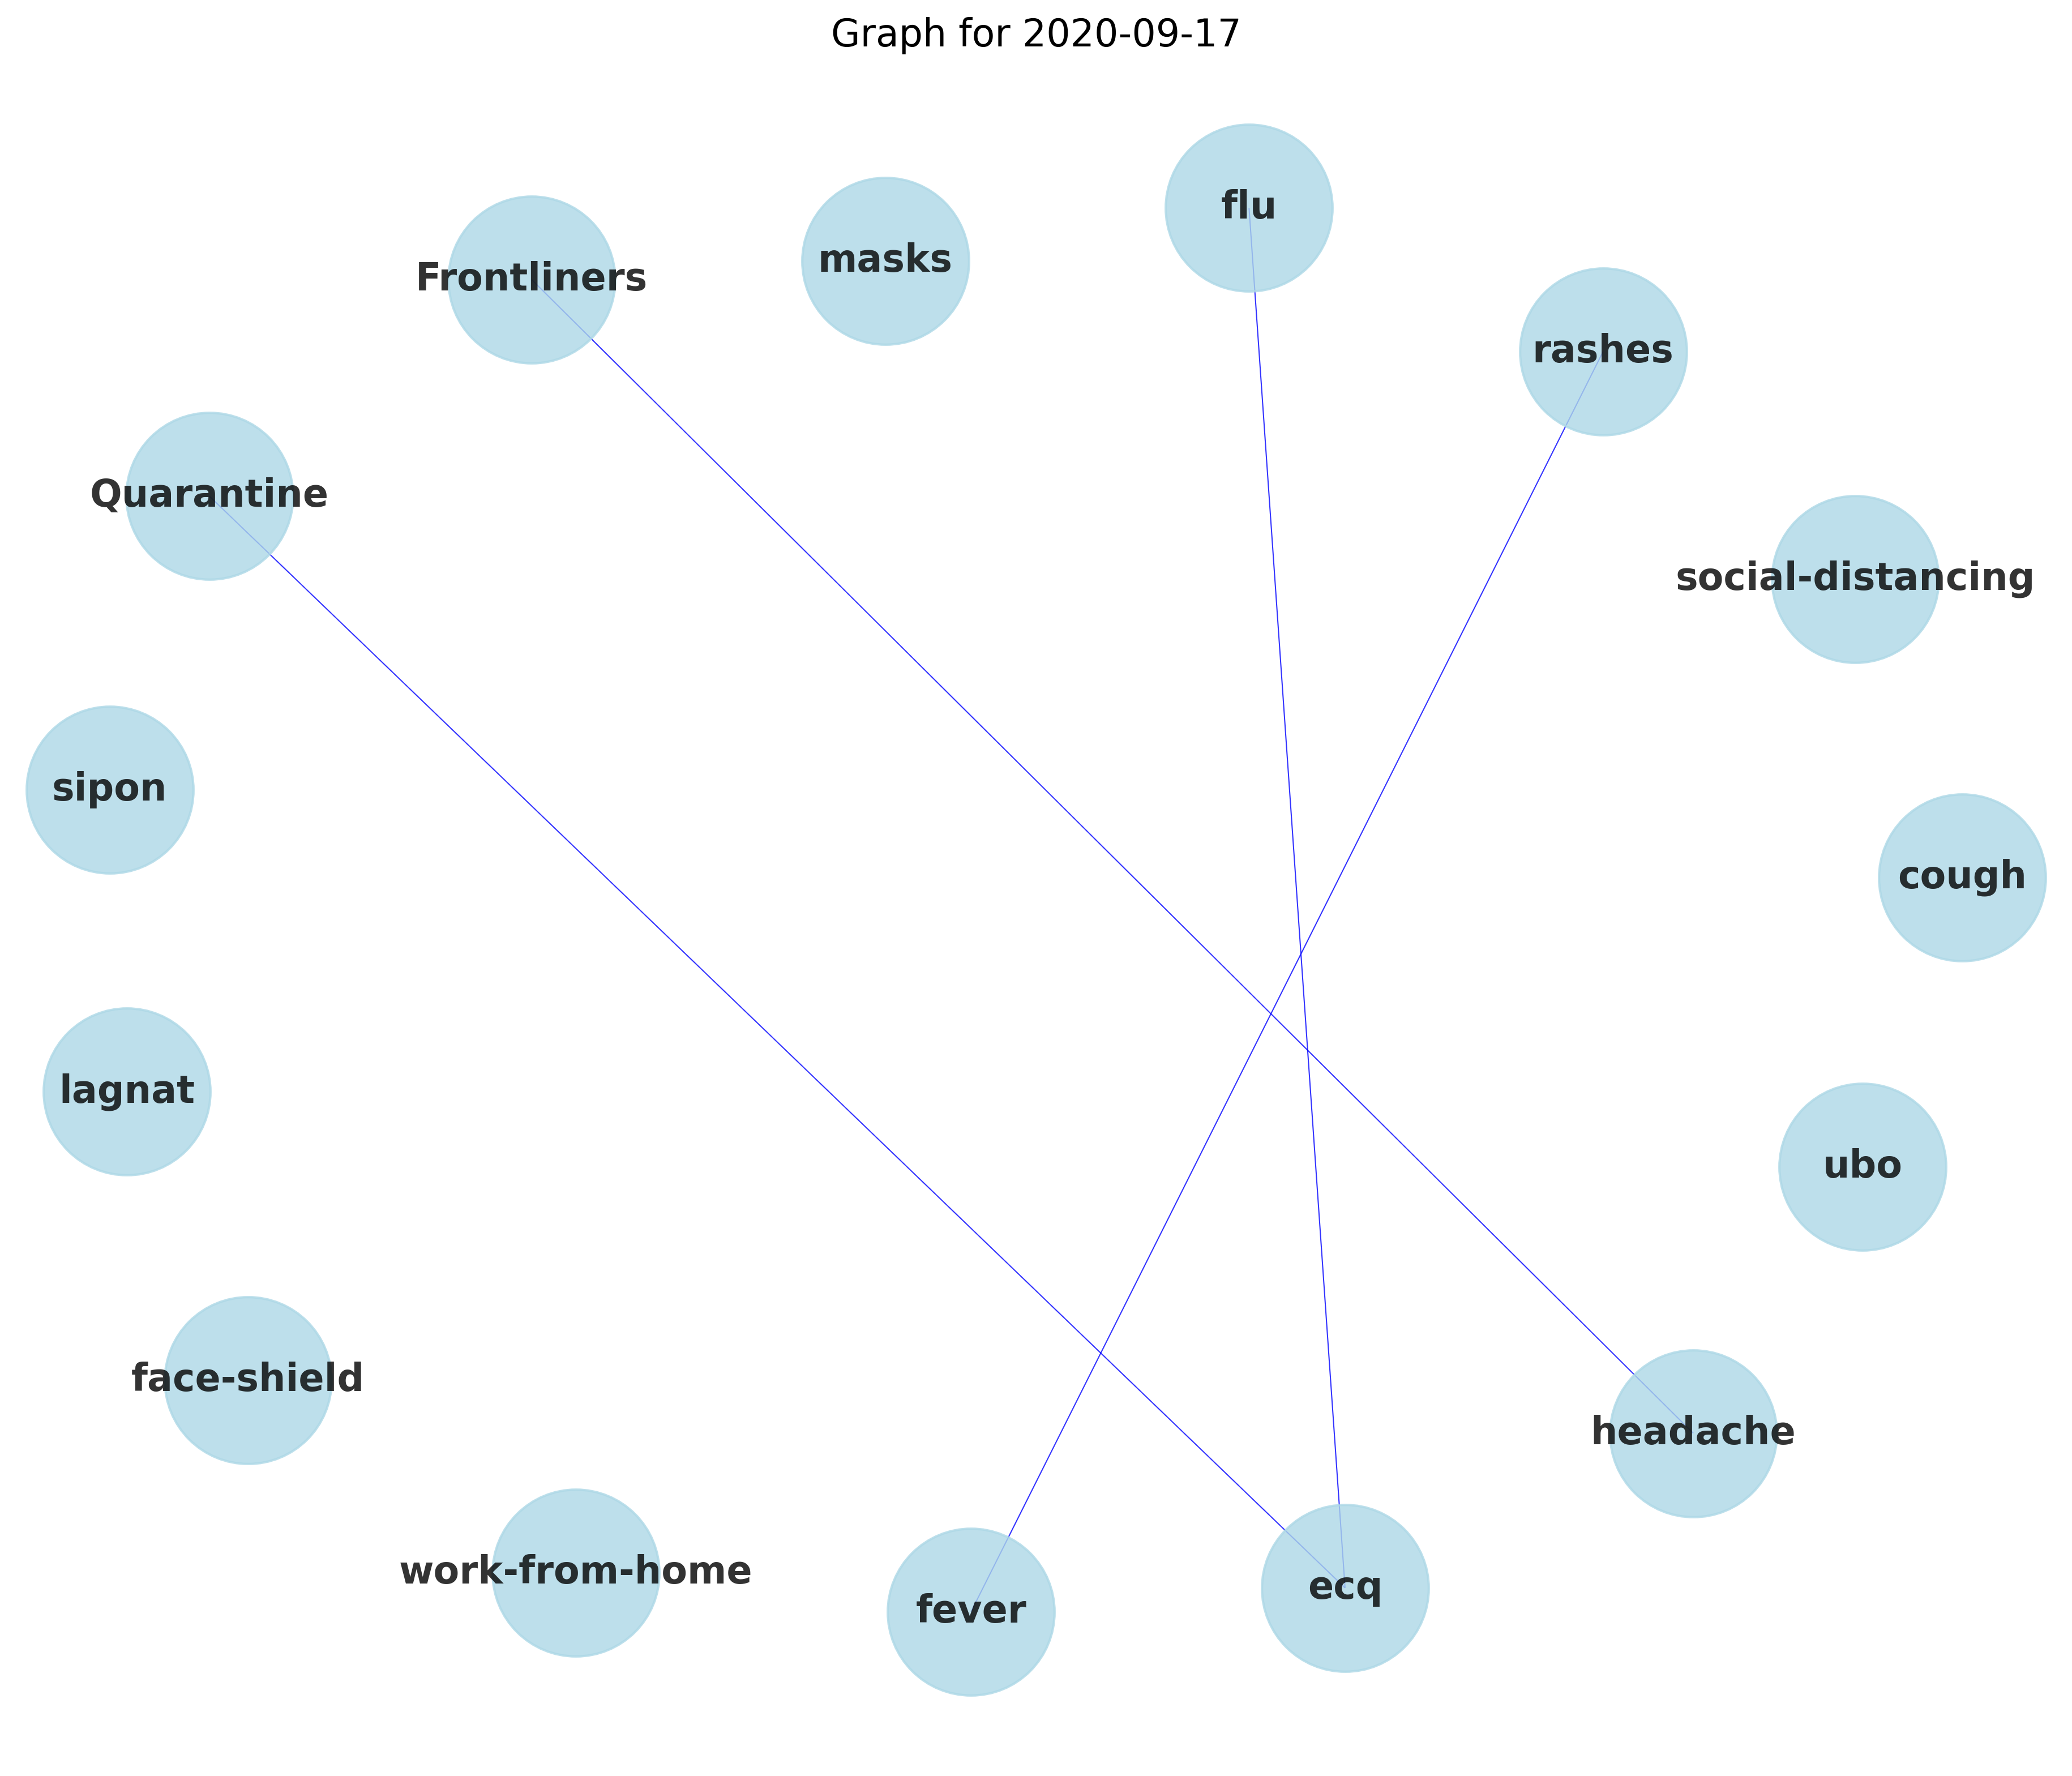 Graph for 2020-09-17
flu
masks
Frontliners
rashes
Quarantine
social-distancing
sipon
cough
lagnat
ubo
face-shield
headache
work-from-home
ecq
fever